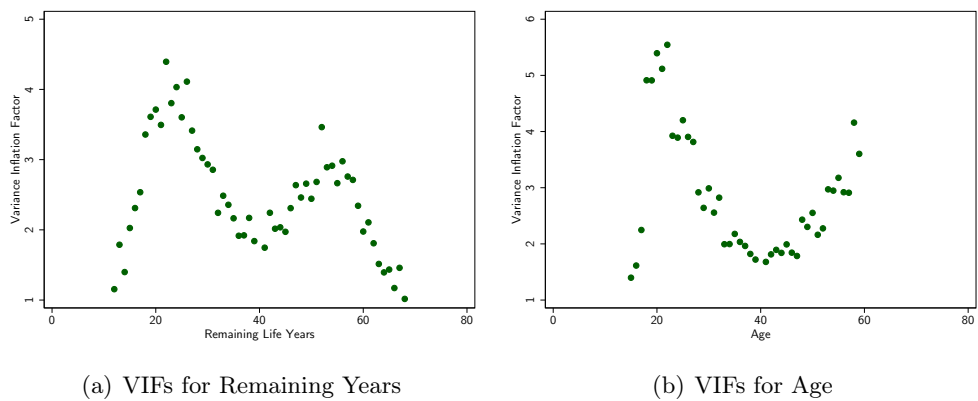 5
4
3
2
1
Variance Inflation Factor
0 20 40 60 80
Remaining Life Years
(a) VIFs for Remaining Years
6
5
4
3
2
1
Variance Inflation Factor
0 20 40 60 80
Age
(b) VIFs for Age